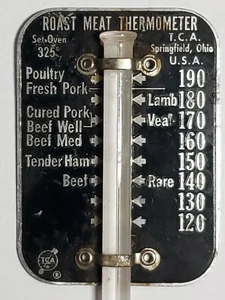 ROAST MEAT THERMOMETER
Set Oven 325° T.C.A.
Springfield, Ohio
U.S.A.
Poultry 190
Fresh Pork
Lamb 180
Cured Pork
Beef Well Veal 170
Beef Med 160
Tender Ham 150
Beef Rare 140
130
120
TCA
®